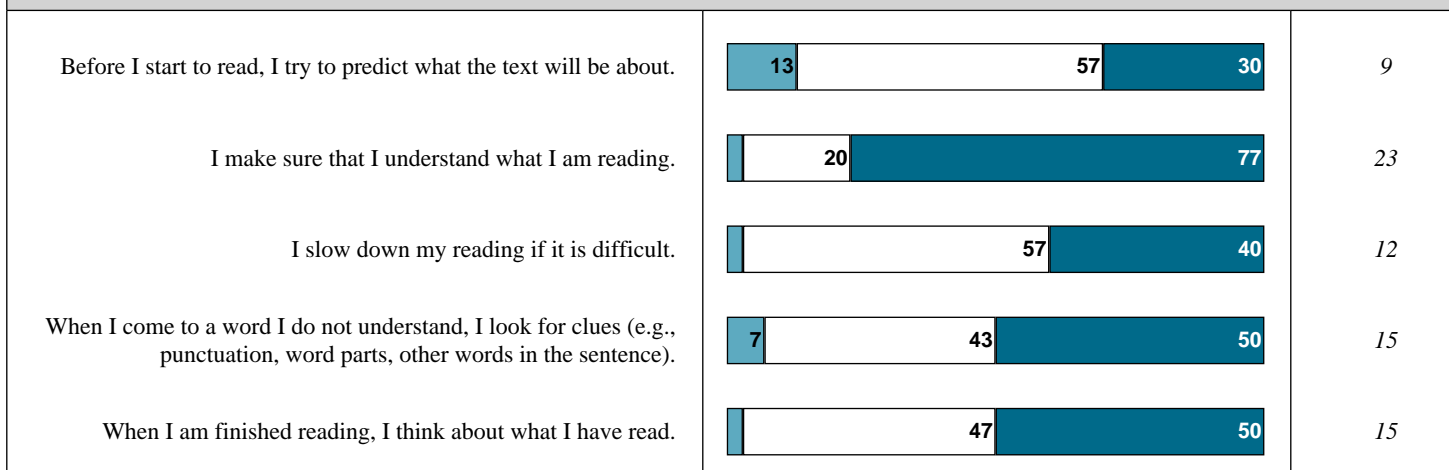 Before I start to read, I try to predict what the text will be about.
13 57 30
9
I make sure that I understand what I am reading.
20 77
23
I slow down my reading if it is difficult.
57 40
12
When I come to a word I do not understand, I look for clues (e.g.,
punctuation, word parts, other words in the sentence).
7 43 50
15
When I am finished reading, I think about what I have read.
47 50
15